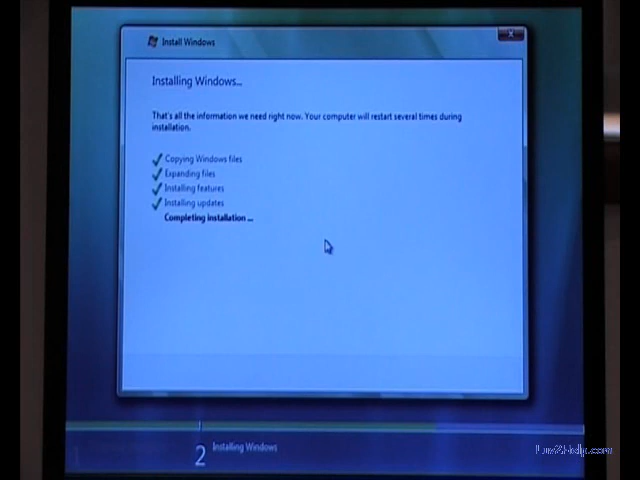 Install Windows
Installing Windows...
That's all the information we need right now. Your computer will restart several times during
installation.
Copying Windows files
Expanding files
Installing features
Installing updates
Completing installation ...
2 Installing Windows